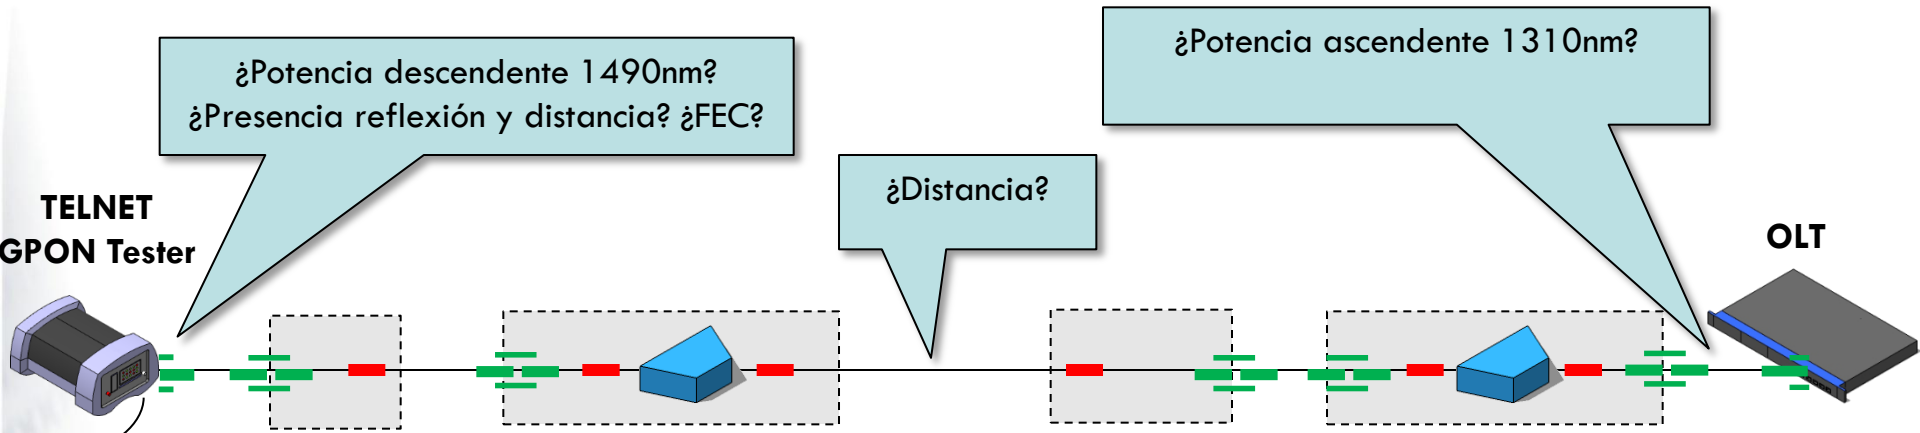 ¿Potencia descendente 1490nm?
¿Presencia reflexión y distancia? ¿FEC?
¿Potencia ascendente 1310nm?
¿Distancia?
TELNET
GPON Tester
OLT